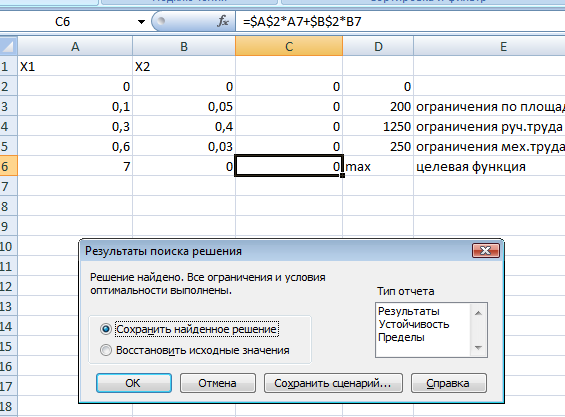 C6 fx =$A$2*A7+$B$2*B7
A B C D E
1 X1 X2
2 0 0 0 0
3 0,1 0,05 0 200 ограничения по площад
4 0,3 0,4 0 1250 ограничения руч.труда
5 0,6 0,03 0 250 ограничения мех.труда
6 7 0 0 max целевая функция
7
8
9
10
Результаты поиска решения
11
Решение найдено. Все ограничения и условия
оптимальности выполнены.
Тип отчета
12
13
Результаты
Устойчивость
Пределы
14
Сохранить найденное решение
15
Восстановить исходные значения
16
17
ОК Отмена Сохранить сценарий... Справка
18